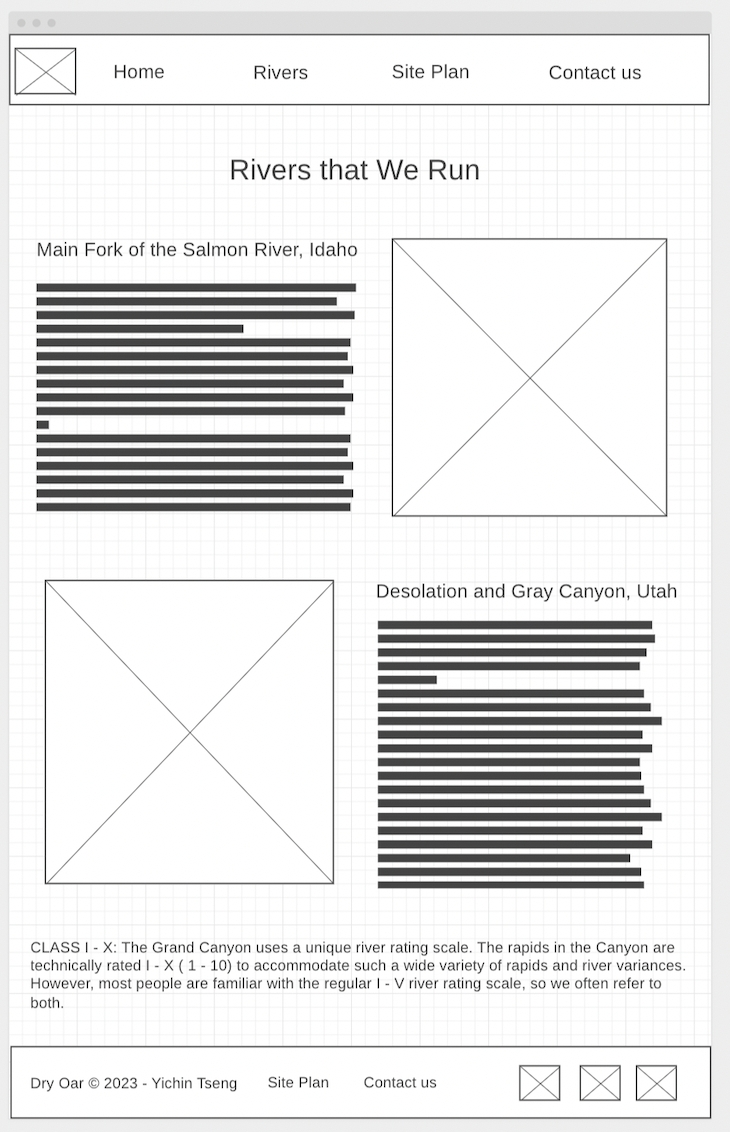 Home Rivers Site Plan Contact us
Rivers that We Run
Main Fork of the Salmon River, Idaho
Desolation and Gray Canyon, Utah
CLASS I - X: The Grand Canyon uses a unique river rating scale. The rapids in the Canyon are
technically rated I - X ( 1 - 10) to accommodate such a wide variety of rapids and river variances.
However, most people are familiar with the regular I - V river rating scale, so we often refer to
both.
Dry Oar © 2023 - Yichin Tseng Site Plan Contact us